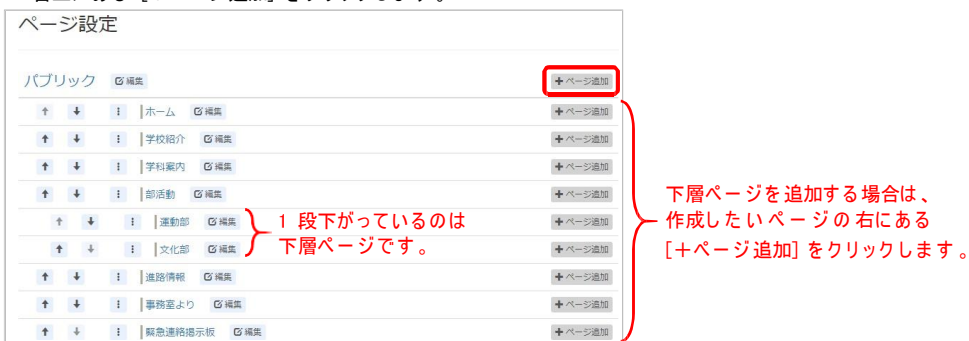 ページ設定
パブリック 編集 ＋ページ追加
ホーム 編集 ＋ページ追加
学校紹介 編集 ＋ページ追加
学科案内 編集 ＋ページ追加
部活動 編集 ＋ページ追加
運動部 編集 ＋ページ追加
文化部 編集 ＋ページ追加
進路情報 編集 ＋ページ追加
事務室より 編集 ＋ページ追加
緊急連絡掲示板 編集 ＋ページ追加
1 段下がっているのは
下層ページです。
下層ページを追加する場合は、
作成したいページの右にある
[＋ページ追加] をクリックします。